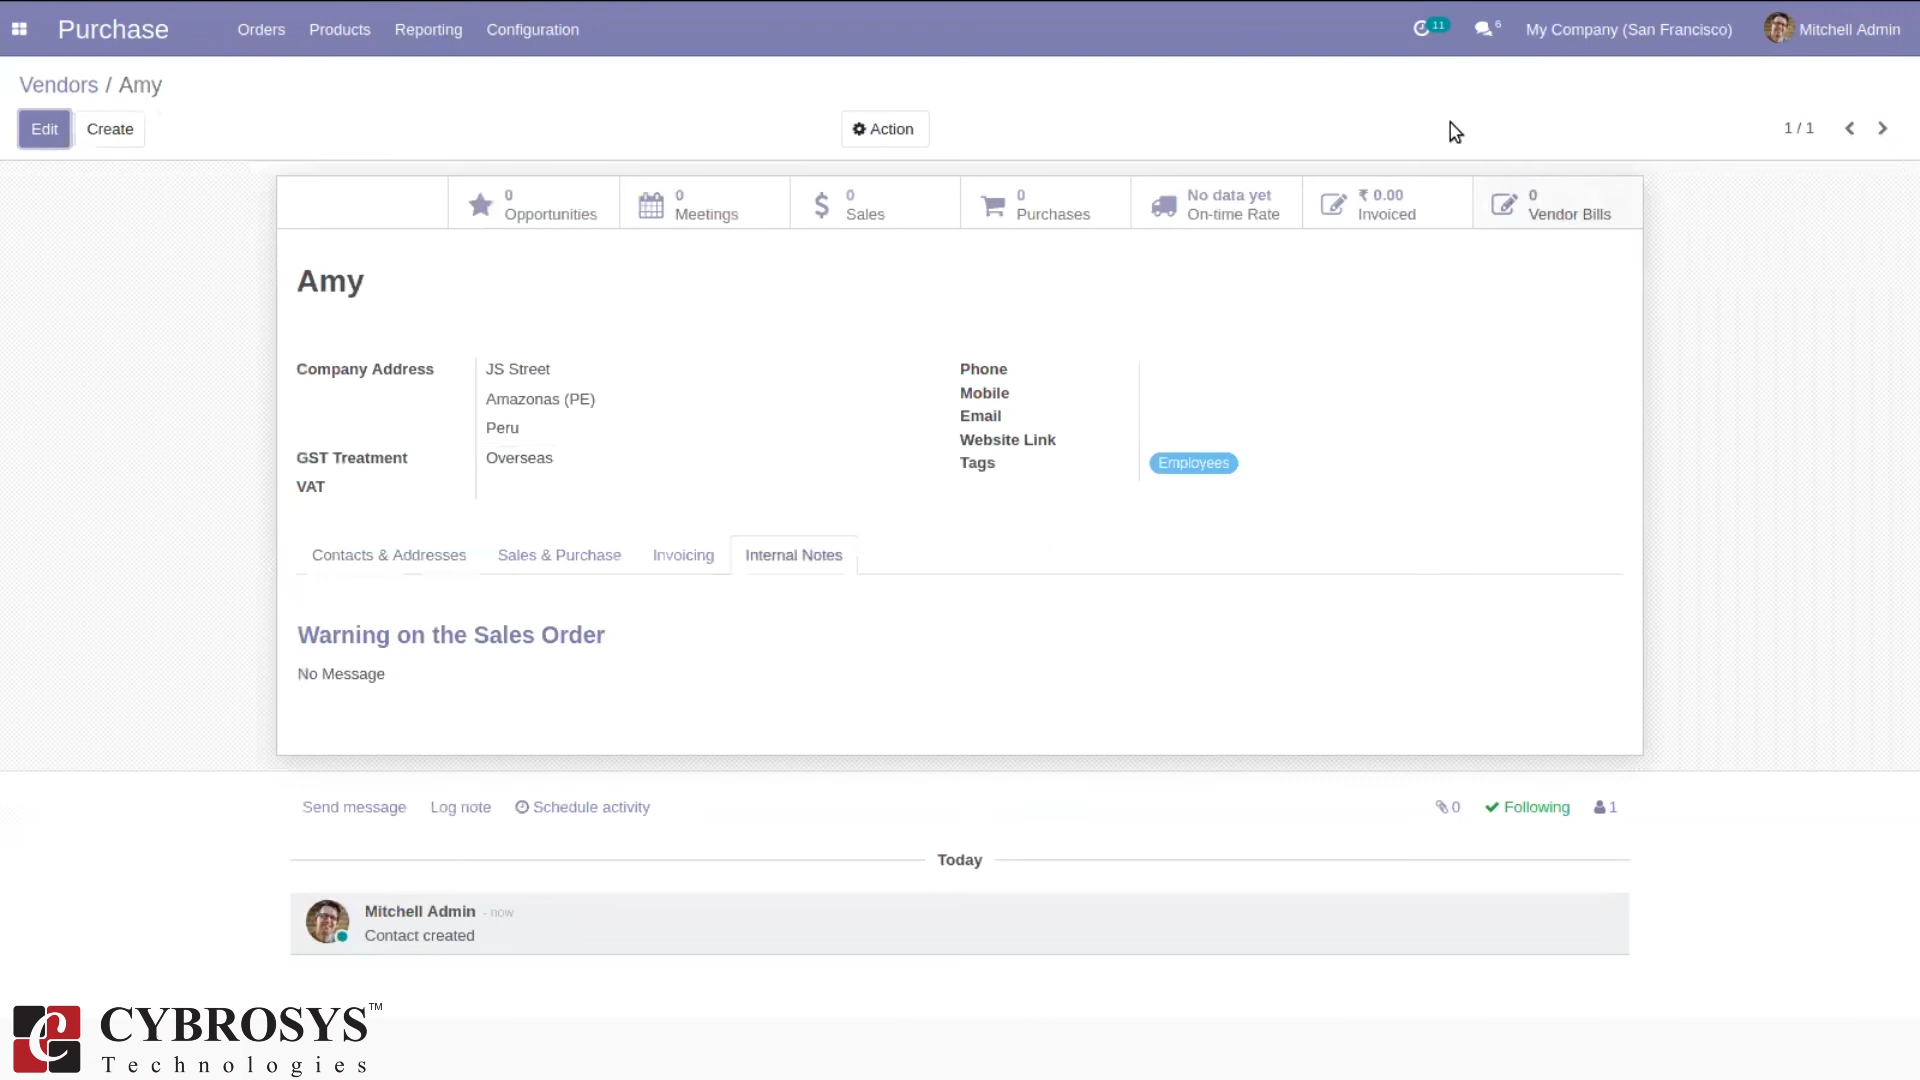 Purchase Orders Products Reporting Configuration 11 6 My Company (San Francisco) Mitchell Admin
Vendors / Amy
Edit Create Action 1 / 1
0
Opportunities
0
Meetings
0
Sales
0
Purchases
No data yet
On-time Rate
₹ 0.00
Invoiced
0
Vendor Bills
Amy
Company Address JS Street
Amazonas (PE)
Peru
GST Treatment Overseas
VAT
Phone
Mobile
Email
Website Link
Tags Employees
Contacts & Addresses Sales & Purchase Invoicing Internal Notes
Warning on the Sales Order
No Message
Send message Log note Schedule activity 0 Following 1
Today
Mitchell Admin - now
Contact created
CYBROSYS™
Technologies